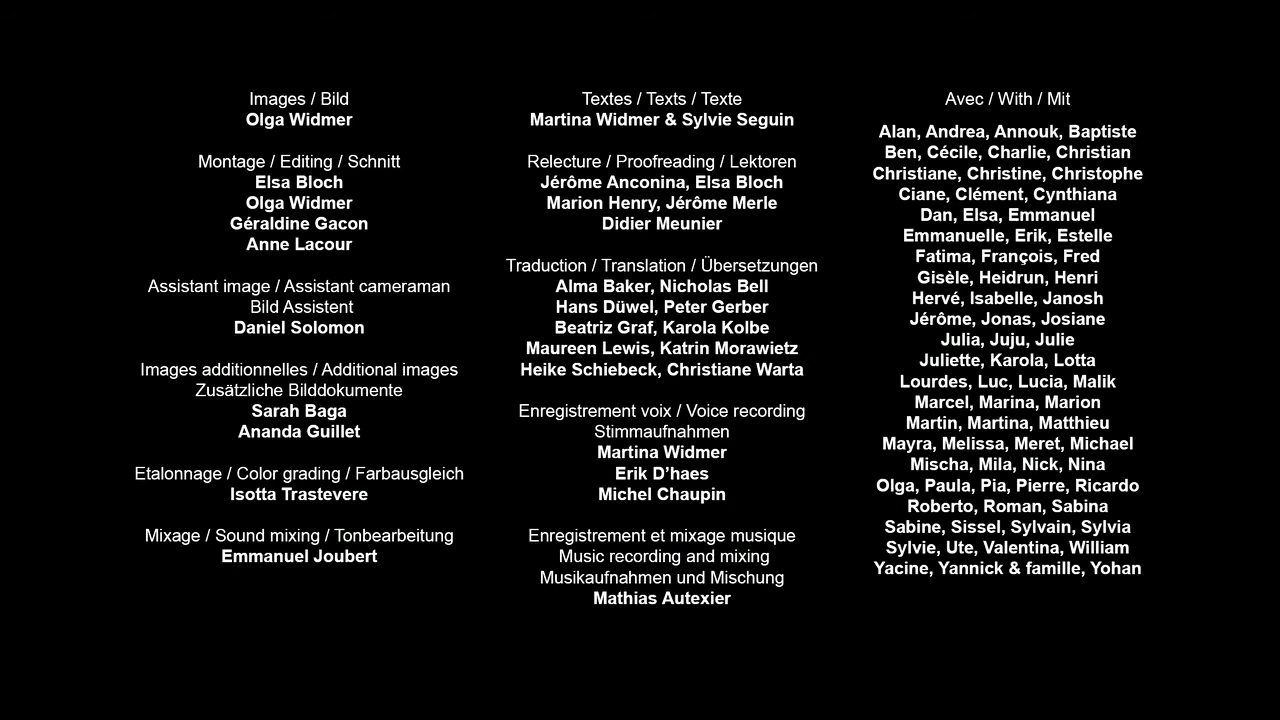 Images / Bild
Olga Widmer
Montage / Editing / Schnitt
Elsa Bloch
Olga Widmer
Géraldine Gacon
Anne Lacour
Assistant image / Assistant cameraman
Bild Assistent
Daniel Solomon
Images additionnelles / Additional images
Zusätzliche Bilddokumente
Sarah Baga
Ananda Guillet
Etalonnage / Color grading / Farbausgleich
Isotta Trastevere
Mixage / Sound mixing / Tonbearbeitung
Emmanuel Joubert
Textes / Texts / Texte
Martina Widmer & Sylvie Seguin
Relecture / Proofreading / Lektoren
Jérôme Anconina, Elsa Bloch
Marion Henry, Jérôme Merle
Didier Meunier
Traduction / Translation / Übersetzungen
Alma Baker, Nicholas Bell
Hans Düwel, Peter Gerber
Beatriz Graf, Karola Kolbe
Maureen Lewis, Katrin Morawietz
Heike Schiebeck, Christiane Warta
Enregistrement voix / Voice recording
Stimmaufnahmen
Martina Widmer
Erik D’haes
Michel Chaupin
Enregistrement et mixage musique
Music recording and mixing
Musikaufnahmen und Mischung
Mathias Autexier
Avec / With / Mit
Alan, Andrea, Annouk, Baptiste
Ben, Cécile, Charlie, Christian
Christiane, Christine, Christophe
Ciane, Clément, Cynthiana
Dan, Elsa, Emmanuel
Emmanuelle, Erik, Estelle
Fatima, François, Fred
Gisèle, Heidrun, Henri
Hervé, Isabelle, Janosh
Jérôme, Jonas, Josiane
Julia, Juju, Julie
Juliette, Karola, Lotta
Lourdes, Luc, Lucia, Malik
Marcel, Marina, Marion
Martin, Martina, Matthieu
Mayra, Melissa, Meret, Michael
Mischa, Mila, Nick, Nina
Olga, Paula, Pia, Pierre, Ricardo
Roberto, Roman, Sabina
Sabine, Sissel, Sylvain, Sylvia
Sylvie, Ute, Valentina, William
Yacine, Yannick & famille, Yohan